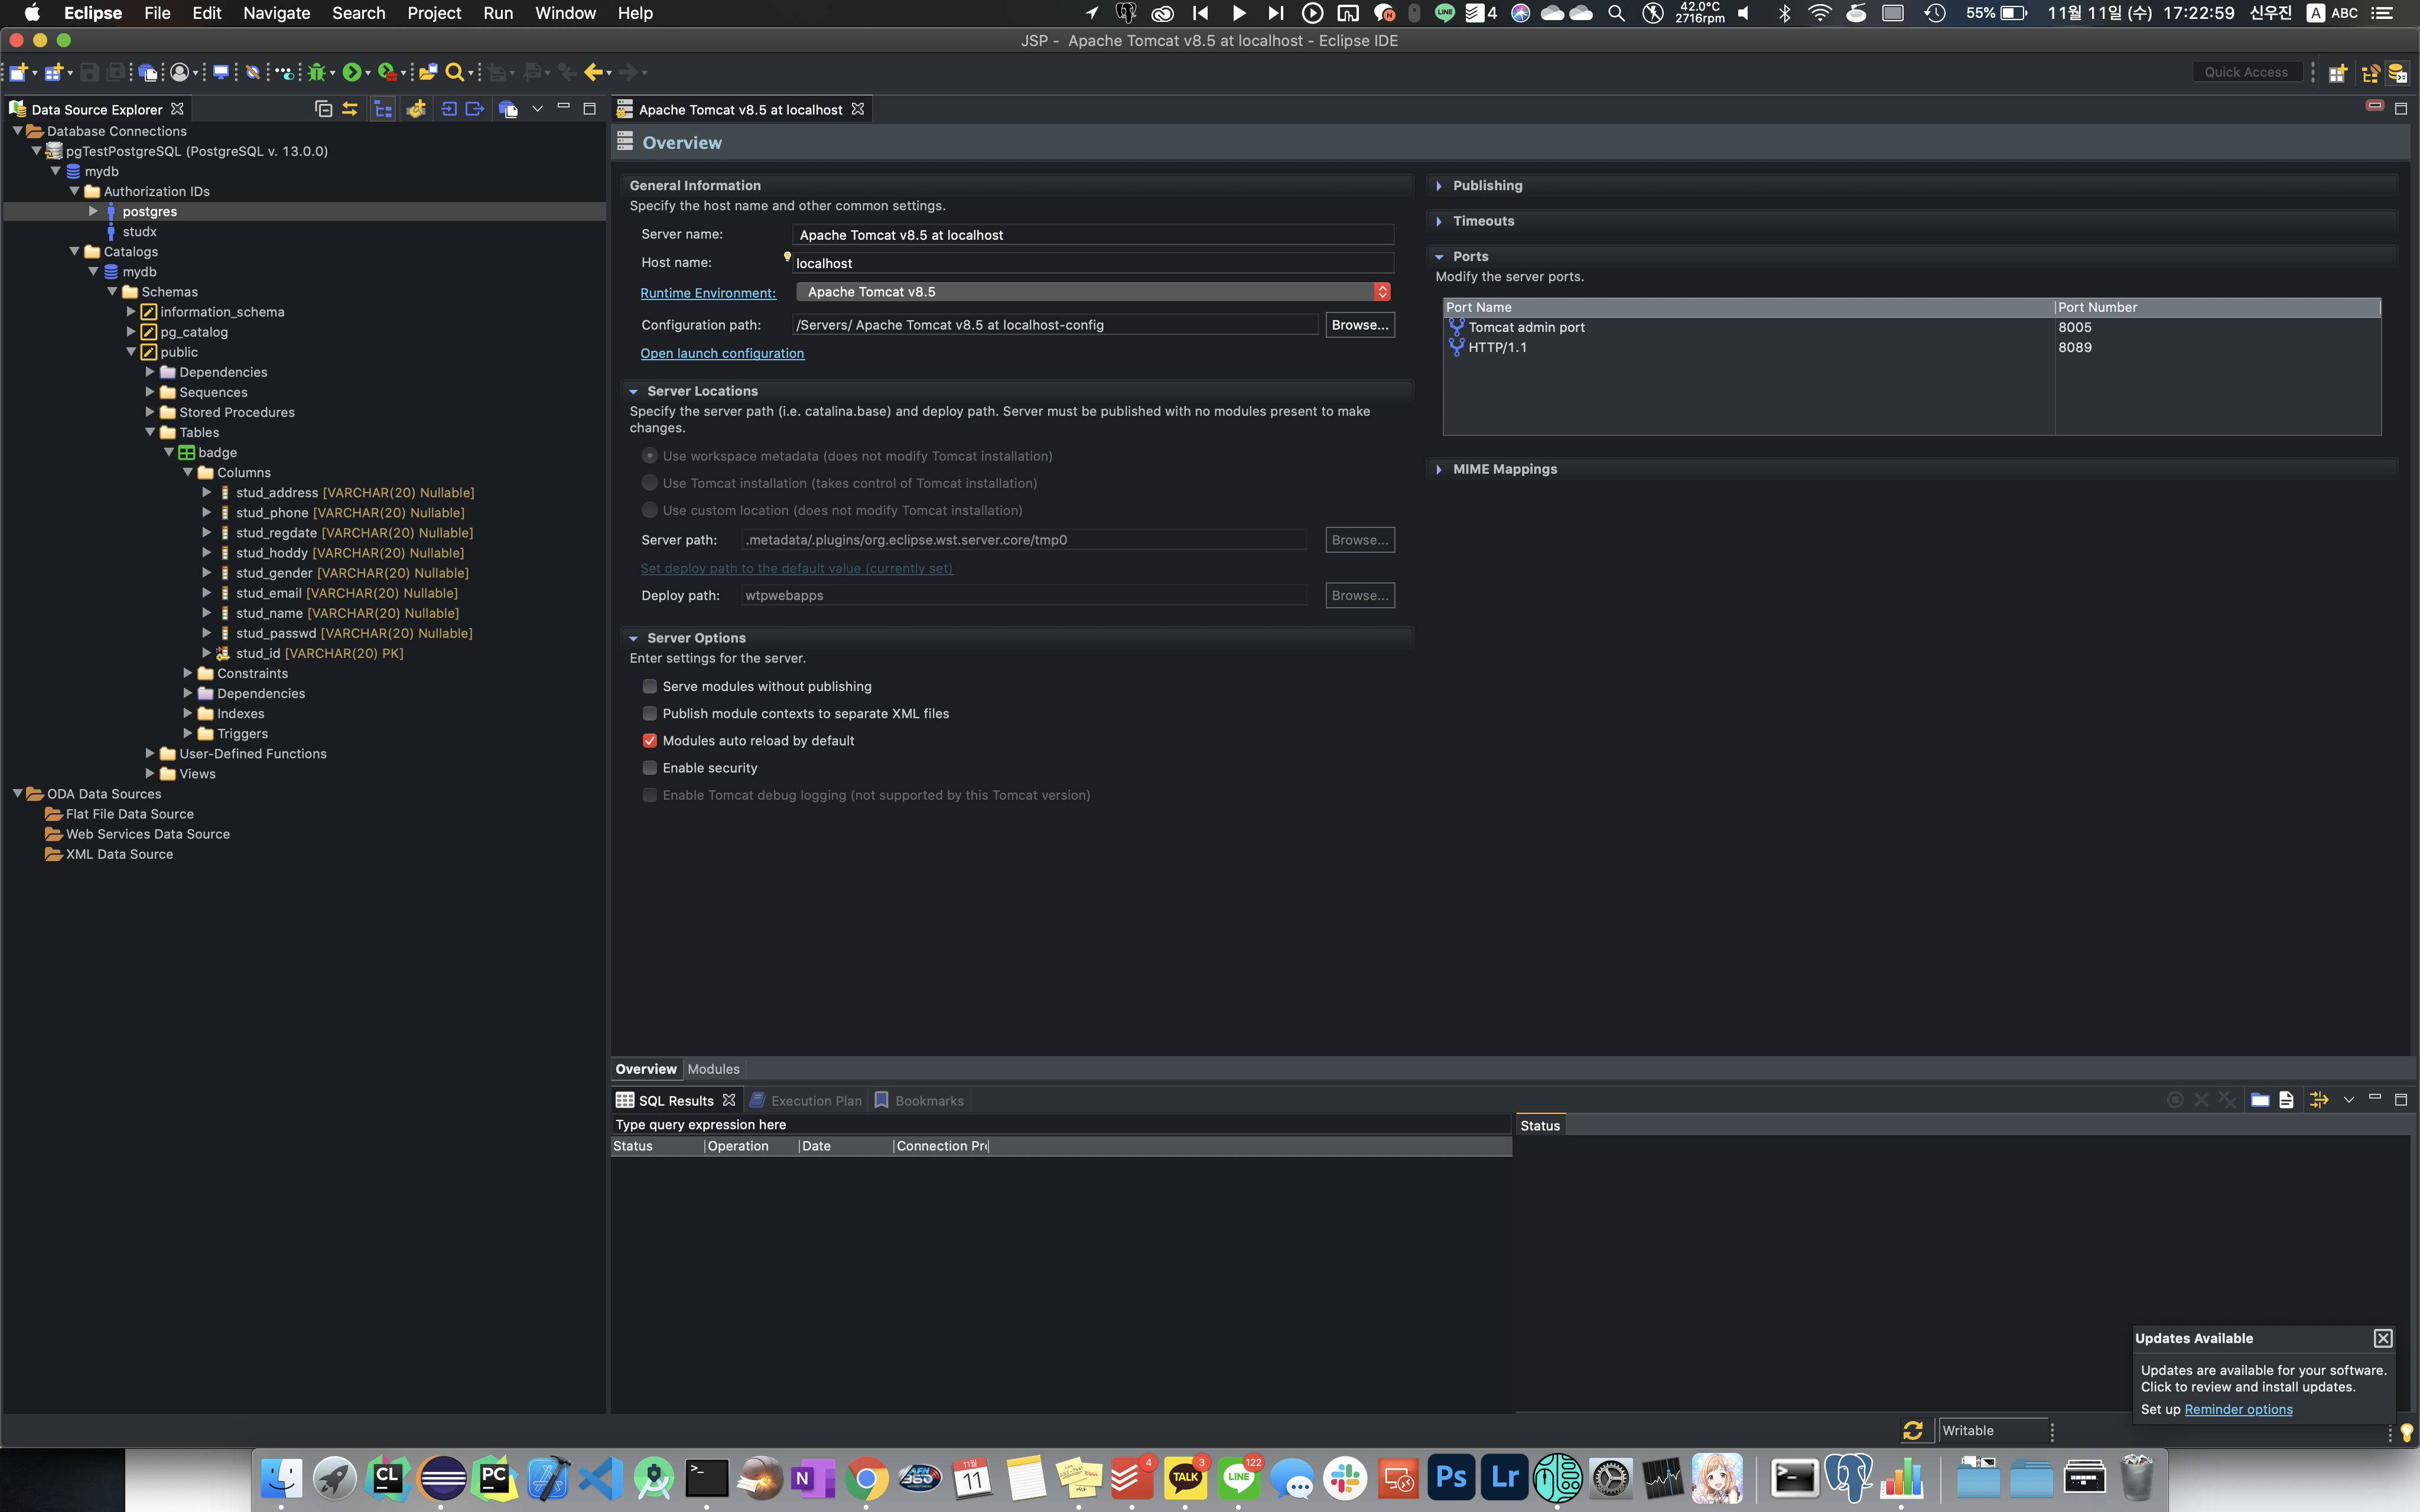 Eclipse File Edit Navigate Search Project Run Window Help
4
42.0°C
2716rpm
55%
11월 11일 (수) 17:22:59 신우진 A ABC
JSP - Apache Tomcat v8.5 at localhost - Eclipse IDE
Quick Access
Data Source Explorer
Database Connections
pgTestPostgreSQL (PostgreSQL v. 13.0.0)
mydb
Authorization IDs
postgres
studx
Catalogs
mydb
Schemas
information_schema
pg_catalog
public
Dependencies
Sequences
Stored Procedures
Tables
badge
Columns
stud_address [VARCHAR(20) Nullable]
stud_phone [VARCHAR(20) Nullable]
stud_regdate [VARCHAR(20) Nullable]
stud_hoddy [VARCHAR(20) Nullable]
stud_gender [VARCHAR(20) Nullable]
stud_email [VARCHAR(20) Nullable]
stud_name [VARCHAR(20) Nullable]
stud_passwd [VARCHAR(20) Nullable]
stud_id [VARCHAR(20) PK]
Constraints
Dependencies
Indexes
Triggers
User-Defined Functions
Views
ODA Data Sources
Flat File Data Source
Web Services Data Source
XML Data Source
Apache Tomcat v8.5 at localhost
Overview
General Information
Specify the host name and other common settings.
Server name: Apache Tomcat v8.5 at localhost
Host name: localhost
Runtime Environment: Apache Tomcat v8.5
Configuration path: /Servers/ Apache Tomcat v8.5 at localhost-config Browse...
Open launch configuration
Server Locations
Specify the server path (i.e. catalina.base) and deploy path. Server must be published with no modules present to make
changes.
Use workspace metadata (does not modify Tomcat installation)
Use Tomcat installation (takes control of Tomcat installation)
Use custom location (does not modify Tomcat installation)
Server path: .metadata/.plugins/org.eclipse.wst.server.core/tmp0 Browse...
Set deploy path to the default value (currently set)
Deploy path: wtpwebapps Browse...
Server Options
Enter settings for the server.
Serve modules without publishing
Publish module contexts to separate XML files
Modules auto reload by default
Enable security
Enable Tomcat debug logging (not supported by this Tomcat version)
Publishing
Timeouts
Ports
Modify the server ports.
Port Name Port Number
Tomcat admin port 8005
HTTP/1.1 8089
MIME Mappings
Overview Modules
SQL Results Execution Plan Bookmarks
Type query expression here
Status Operation Date Connection Pr
Status
Updates Available
Updates are available for your software.
Click to review and install updates.
Set up Reminder options
Writable
CL PC N 360 11월 11 4 TALK 3 LINE 122 Ps Lr